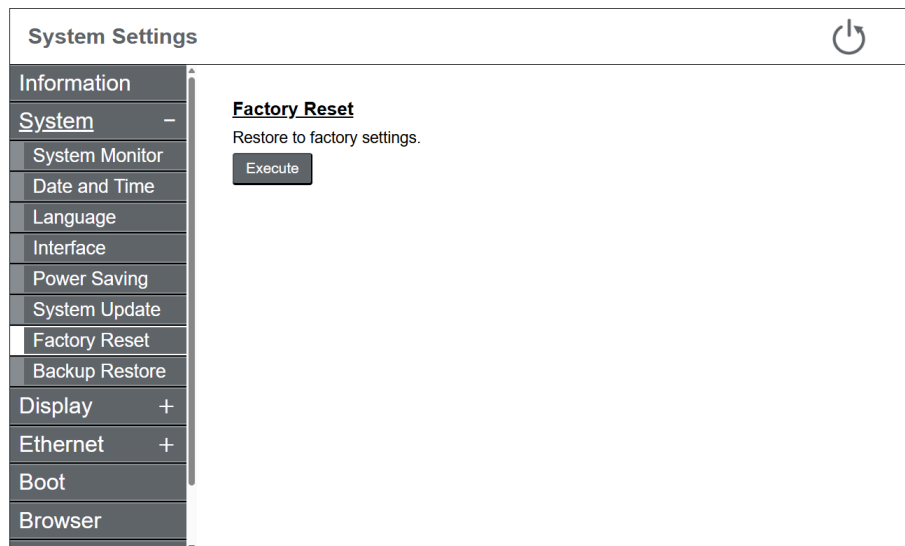 System Settings
Information
System −
System Monitor
Date and Time
Language
Interface
Power Saving
System Update
Factory Reset
Backup Restore
Display +
Ethernet +
Boot
Browser
Factory Reset
Restore to factory settings.
Execute